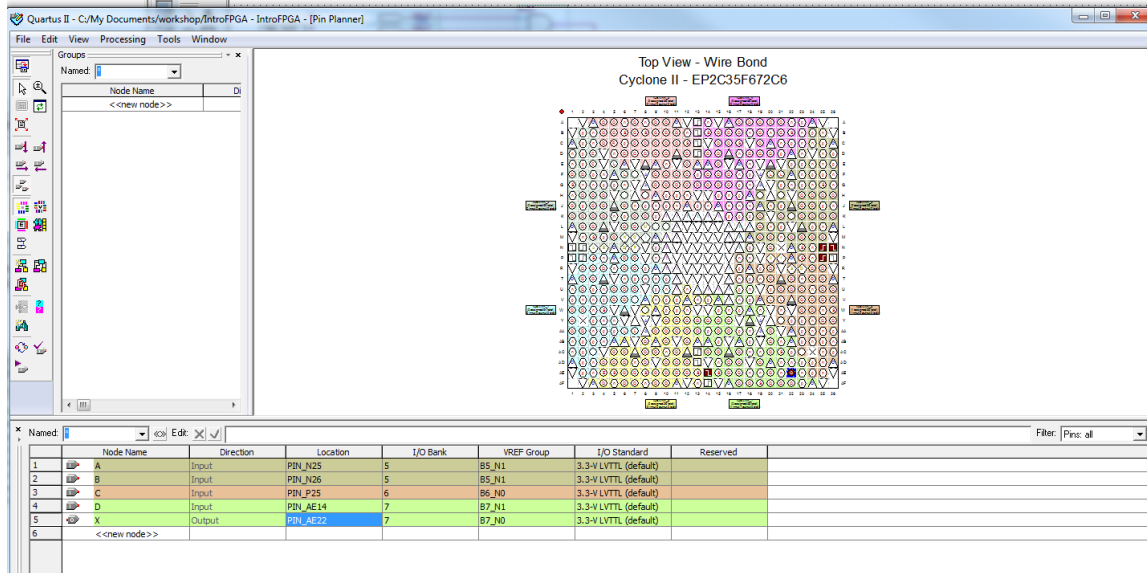 Quartus II - C:/My Documents/workshop/IntroFPGA - IntroFPGA - [Pin Planner]
File Edit View Processing Tools Window
Groups
Named: *
Node Name Di
<<new node>>
Top View - Wire Bond
Cyclone II - EP2C35F672C6
Named: * Edit: Filter: Pins: all
Node Name Direction Location I/O Bank VREF Group I/O Standard Reserved
1 A Input PIN_N25 5 B5_N1 3.3-V LVTTL (default)
2 B Input PIN_N26 5 B5_N1 3.3-V LVTTL (default)
3 C Input PIN_P25 6 B6_N0 3.3-V LVTTL (default)
4 D Input PIN_AE14 7 B7_N1 3.3-V LVTTL (default)
5 X Output PIN_AE22 7 B7_N0 3.3-V LVTTL (default)
6 <<new node>>